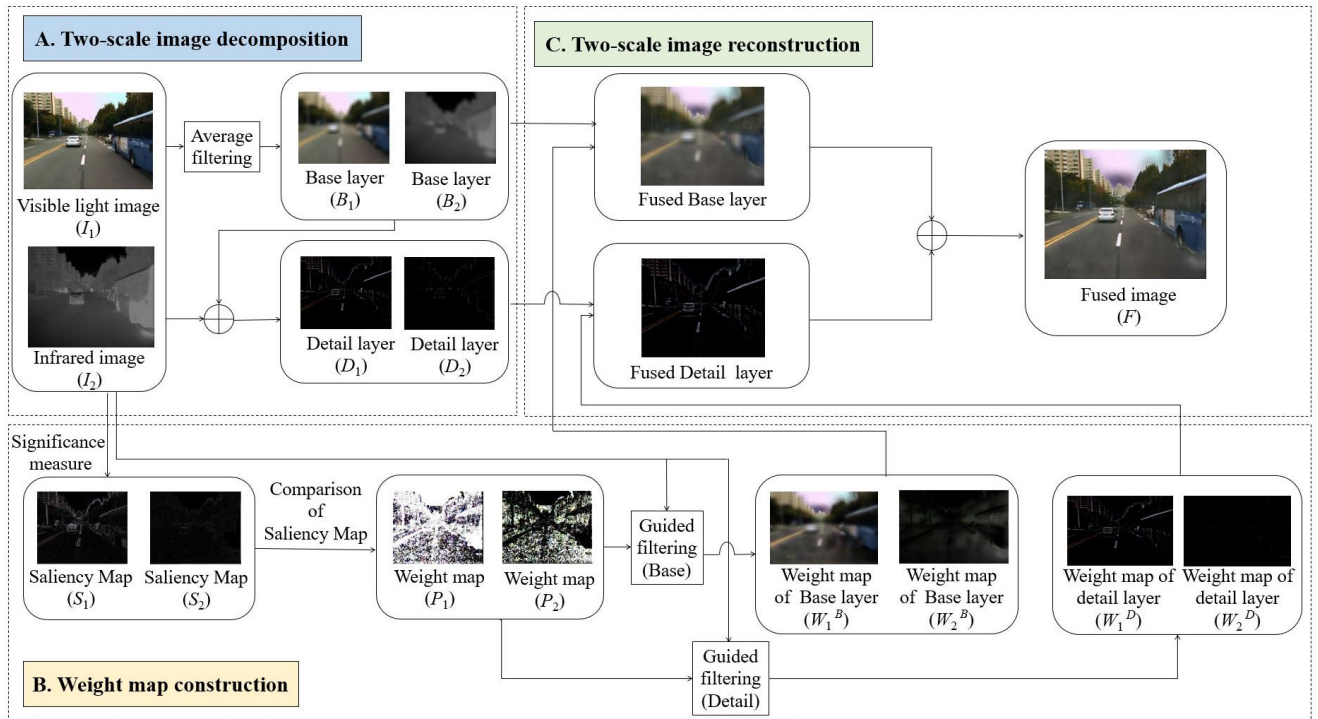 A. Two-scale image decomposition
Visible light image
(I₁)
Infrared image
(I₂)
Average
filtering
Base layer
(B₁)
Base layer
(B₂)
Detail layer
(D₁)
Detail layer
(D₂)
C. Two-scale image reconstruction
Fused Base layer
Fused Detail layer
Fused image
(F)
Significance
measure
Saliency Map
(S₁)
Saliency Map
(S₂)
Comparison
of
Saliency Map
Weight map
(P₁)
Weight map
(P₂)
Guided
filtering
(Base)
Guided
filtering
(Detail)
Weight map
of Base layer
(W₁ᴮ)
Weight map
of Base layer
(W₂ᴮ)
Weight map of
detail layer
(W₁ᴰ)
Weight map of
detail layer
(W₂ᴰ)
B. Weight map construction